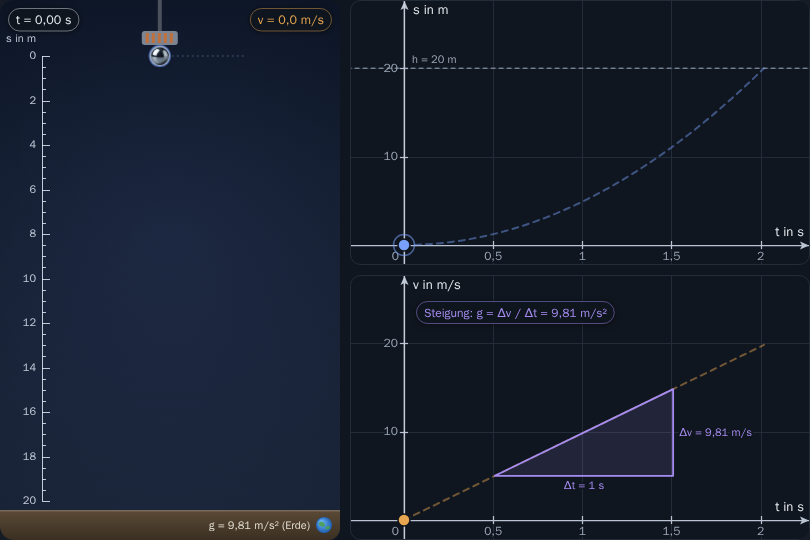 t = 0,00 s
v = 0,0 m/s
s in m
0
2
4
6
8
10
12
14
16
18
20
g = 9,81 m/s² (Erde)
s in m
h = 20 m
20
10
t in s
0
0,5
1
1,5
2
v in m/s
Steigung: g = Δv / Δt = 9,81 m/s²
20
10
Δv = 9,81 m/s
Δt = 1 s
t in s
0
0,5
1
1,5
2